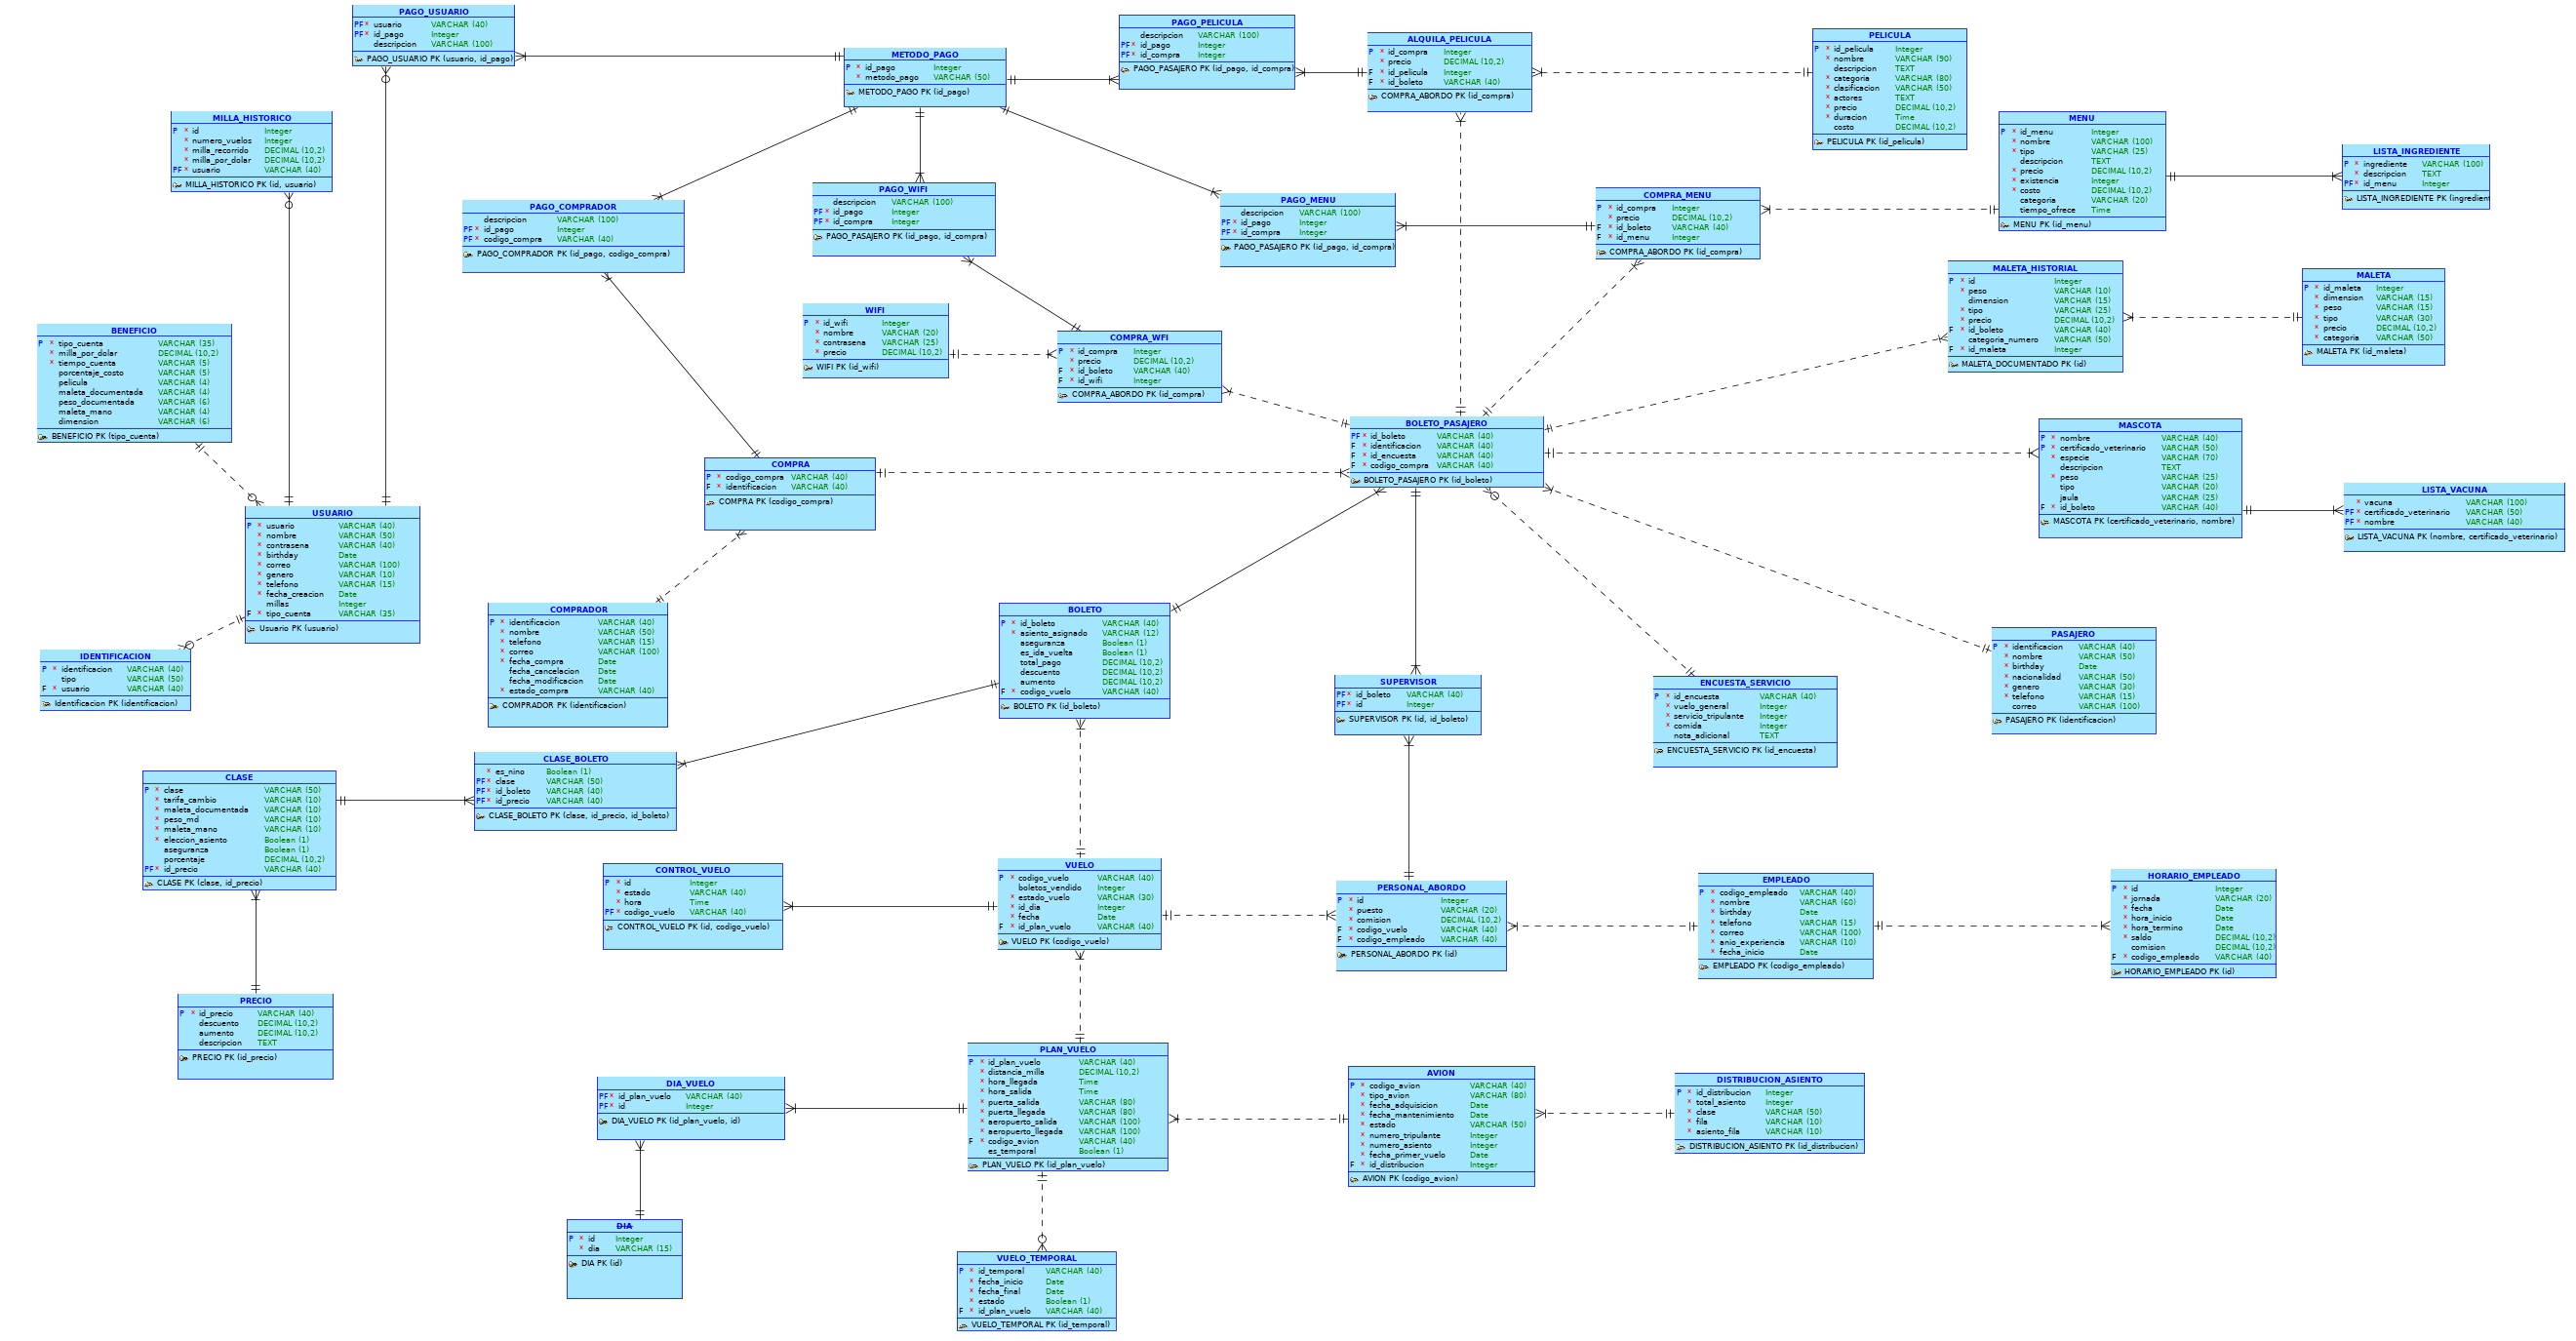 PAGO_USUARIO
PF * usuario VARCHAR (40)
PF * id_pago Integer
descripcion VARCHAR (100)
PAGO_USUARIO PK (usuario, id_pago)
METODO_PAGO
P * id_pago Integer
* metodo_pago VARCHAR (50)
METODO_PAGO PK (id_pago)
PAGO_PELICULA
descripcion VARCHAR (100)
PF * id_pago Integer
PF * id_compra Integer
PAGO_PASAJERO PK (id_pago, id_compra)
ALQUILA_PELICULA
P * id_compra Integer
* precio DECIMAL (10,2)
F * id_pelicula Integer
F * id_boleto VARCHAR (40)
COMPRA_ABORDO PK (id_compra)
PELICULA
P * id_pelicula Integer
* nombre VARCHAR (90)
descripcion TEXT
* categoria VARCHAR (80)
* clasificacion VARCHAR (50)
* actores TEXT
* precio DECIMAL (10,2)
* duracion Time
costo DECIMAL (10,2)
PELICULA PK (id_pelicula)
MILLA_HISTORICO
P * id Integer
* numero_vuelos Integer
* milla_recorrido DECIMAL (10,2)
* milla_por_dolar DECIMAL (10,2)
PF * usuario VARCHAR (40)
MILLA_HISTORICO PK (id, usuario)
MENU
P * id_menu Integer
* nombre VARCHAR (100)
* tipo VARCHAR (25)
descripcion TEXT
* precio DECIMAL (10,2)
* existencia Integer
* costo DECIMAL (10,2)
categoria VARCHAR (20)
tiempo_ofrece Time
MENU PK (id_menu)
LISTA_INGREDIENTE
P * ingrediente VARCHAR (100)
* descripcion TEXT
PF * id_menu Integer
LISTA_INGREDIENTE PK (ingredient
PAGO_COMPRADOR
descripcion VARCHAR (100)
PF * id_pago Integer
PF * codigo_compra VARCHAR (40)
PAGO_COMPRADOR PK (id_pago, codigo_compra)
PAGO_WIFI
descripcion VARCHAR (100)
PF * id_pago Integer
PF * id_compra Integer
PAGO_PASAJERO PK (id_pago, id_compra)
PAGO_MENU
descripcion VARCHAR (100)
PF * id_pago Integer
PF * id_compra Integer
PAGO_PASAJERO PK (id_pago, id_compra)
COMPRA_MENU
P * id_compra Integer
* precio DECIMAL (10,2)
F * id_boleto VARCHAR (40)
F * id_menu Integer
COMPRA_ABORDO PK (id_compra)
MALETA_HISTORIAL
P * id Integer
* peso VARCHAR (10)
dimension VARCHAR (15)
* tipo VARCHAR (25)
* precio DECIMAL (10,2)
F * id_boleto VARCHAR (40)
categoria_numero VARCHAR (50)
F * id_maleta Integer
MALETA_DOCUMENTADO PK (id)
MALETA
P * id_maleta Integer
* dimension VARCHAR (15)
* peso VARCHAR (15)
* tipo VARCHAR (30)
* precio DECIMAL (10,2)
* categoria VARCHAR (50)
MALETA PK (id_maleta)
WIFI
P * id_wifi Integer
* nombre VARCHAR (20)
* contrasena VARCHAR (25)
* precio DECIMAL (10,2)
WIFI PK (id_wifi)
COMPRA_WFI
P * id_compra Integer
* precio DECIMAL (10,2)
F * id_boleto VARCHAR (40)
F * id_wifi Integer
COMPRA_ABORDO PK (id_compra)
BENEFICIO
P * tipo_cuenta VARCHAR (35)
* milla_por_dolar DECIMAL (10,2)
* tiempo_cuenta VARCHAR (5)
porcentaje_costo VARCHAR (5)
pelicula VARCHAR (4)
maleta_documentada VARCHAR (4)
peso_documentada VARCHAR (6)
maleta_mano VARCHAR (4)
dimension VARCHAR (6)
BENEFICIO PK (tipo_cuenta)
BOLETO_PASAJERO
PF * id_boleto VARCHAR (40)
F * identificacion VARCHAR (40)
F * id_encuesta VARCHAR (40)
F * codigo_compra VARCHAR (40)
BOLETO_PASAJERO PK (id_boleto)
MASCOTA
P * nombre VARCHAR (40)
P * certificado_veterinario VARCHAR (50)
* especie VARCHAR (70)
descripcion TEXT
* peso VARCHAR (25)
tipo VARCHAR (20)
jaula VARCHAR (25)
F * id_boleto VARCHAR (40)
MASCOTA PK (certificado_veterinario, nombre)
COMPRA
P * codigo_compra VARCHAR (40)
F * identificacion VARCHAR (40)
COMPRA PK (codigo_compra)
LISTA_VACUNA
* vacuna VARCHAR (100)
PF * certificado_veterinario VARCHAR (50)
PF * nombre VARCHAR (40)
LISTA_VACUNA PK (nombre, certificado_veterinario)
USUARIO
P * usuario VARCHAR (40)
* nombre VARCHAR (50)
* contrasena VARCHAR (40)
* birthday Date
* correo VARCHAR (100)
* genero VARCHAR (10)
* telefono VARCHAR (15)
* fecha_creacion Date
millas Integer
F * tipo_cuenta VARCHAR (35)
Usuario PK (usuario)
COMPRADOR
P * identificacion VARCHAR (40)
* nombre VARCHAR (50)
* telefono VARCHAR (15)
* correo VARCHAR (100)
* fecha_compra Date
fecha_cancelacion Date
fecha_modificacion Date
* estado_compra VARCHAR (40)
COMPRADOR PK (identificacion)
BOLETO
P * id_boleto VARCHAR (40)
* asiento_asignado VARCHAR (12)
aseguranza Boolean (1)
es_ida_vuelta Boolean (1)
total_pago DECIMAL (10,2)
descuento DECIMAL (10,2)
aumento DECIMAL (10,2)
F * codigo_vuelo VARCHAR (40)
BOLETO PK (id_boleto)
PASAJERO
P * identificacion VARCHAR (40)
* nombre VARCHAR (50)
* birthday Date
* nacionalidad VARCHAR (50)
* genero VARCHAR (30)
* telefono VARCHAR (15)
correo VARCHAR (100)
PASAJERO PK (identificacion)
IDENTIFICACION
P * identificacion VARCHAR (40)
tipo VARCHAR (50)
F * usuario VARCHAR (40)
Identificacion PK (identificacion)
SUPERVISOR
PF * id_boleto VARCHAR (40)
PF * id Integer
SUPERVISOR PK (id, id_boleto)
ENCUESTA_SERVICIO
P * id_encuesta VARCHAR (40)
* vuelo_general Integer
* servicio_tripulante Integer
* comida Integer
nota_adicional TEXT
ENCUESTA_SERVICIO PK (id_encuesta)
CLASE_BOLETO
* es_nino Boolean (1)
PF * clase VARCHAR (50)
PF * id_boleto VARCHAR (40)
PF * id_precio VARCHAR (40)
CLASE_BOLETO PK (clase, id_precio, id_boleto)
CLASE
P * clase VARCHAR (50)
* tarifa_cambio VARCHAR (10)
* maleta_documentada VARCHAR (10)
* peso_md VARCHAR (10)
* maleta_mano VARCHAR (10)
* eleccion_asiento Boolean (1)
aseguranza Boolean (1)
porcentaje DECIMAL (10,2)
PF * id_precio VARCHAR (40)
CLASE PK (clase, id_precio)
CONTROL_VUELO
P * id Integer
* estado VARCHAR (40)
* hora Time
PF * codigo_vuelo VARCHAR (40)
CONTROL_VUELO PK (id, codigo_vuelo)
VUELO
P * codigo_vuelo VARCHAR (40)
boletos_vendido Integer
* estado_vuelo VARCHAR (30)
* id_dia Integer
* fecha Date
F * id_plan_vuelo VARCHAR (40)
VUELO PK (codigo_vuelo)
PERSONAL_ABORDO
P * id Integer
* puesto VARCHAR (20)
* comision DECIMAL (10,2)
F * codigo_vuelo VARCHAR (40)
F * codigo_empleado VARCHAR (40)
PERSONAL_ABORDO PK (id)
EMPLEADO
P * codigo_empleado VARCHAR (40)
* nombre VARCHAR (60)
* birthday Date
* telefono VARCHAR (15)
* correo VARCHAR (100)
* anio_experiencia VARCHAR (10)
* fecha_inicio Date
EMPLEADO PK (codigo_empleado)
HORARIO_EMPLEADO
P * id Integer
* jornada VARCHAR (20)
* fecha Date
* hora_inicio Date
* hora_termino Date
* saldo DECIMAL (10,2)
comision DECIMAL (10,2)
F * codigo_empleado VARCHAR (40)
HORARIO_EMPLEADO PK (id)
PRECIO
P * id_precio VARCHAR (40)
descuento DECIMAL (10,2)
aumento DECIMAL (10,2)
descripcion TEXT
PRECIO PK (id_precio)
PLAN_VUELO
P * id_plan_vuelo VARCHAR (40)
* distancia_milla DECIMAL (10,2)
* hora_llegada Time
* hora_salida Time
* puerta_salida VARCHAR (80)
* puerta_llegada VARCHAR (80)
* aeropuerto_salida VARCHAR (100)
* aeropuerto_llegada VARCHAR (100)
F * codigo_avion VARCHAR (40)
es_temporal Boolean (1)
PLAN_VUELO PK (id_plan_vuelo)
DIA_VUELO
PF * id_plan_vuelo VARCHAR (40)
PF * id Integer
DIA_VUELO PK (id_plan_vuelo, id)
AVION
P * codigo_avion VARCHAR (40)
* tipo_avion VARCHAR (80)
* fecha_adquisicion Date
* fecha_mantenimiento Date
* estado VARCHAR (50)
* numero_tripulante Integer
* numero_asiento Integer
* fecha_primer_vuelo Date
F * id_distribucion Integer
AVION PK (codigo_avion)
DISTRIBUCION_ASIENTO
P * id_distribucion Integer
* total_asiento Integer
* clase VARCHAR (50)
* fila VARCHAR (10)
* asiento_fila VARCHAR (10)
DISTRIBUCION_ASIENTO PK (id_distribucion)
DIA
P * id Integer
* dia VARCHAR (15)
DIA PK (id)
VUELO_TEMPORAL
P * id_temporal VARCHAR (40)
* fecha_inicio Date
* fecha_final Date
* estado Boolean (1)
F * id_plan_vuelo VARCHAR (40)
VUELO_TEMPORAL PK (id_temporal)